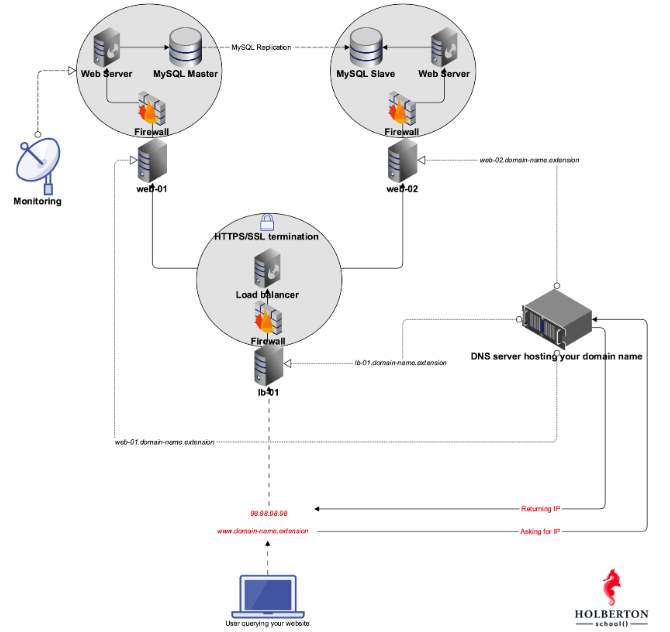 MySQL Replication
Web Server
MySQL Master
MySQL Slave
Web Server
Firewall
Firewall
web-02.domain-name.extension
web-01
web-02
Monitoring
HTTPS/SSL termination
Load balancer
Firewall
DNS server hosting your domain name
lb-01.domain-name.extension
lb-01
web-01.domain-name.extension
98.98.98.98
Returning IP
www.domain-name.extension
Asking for IP
User querying your website
HOLBERTON
school()